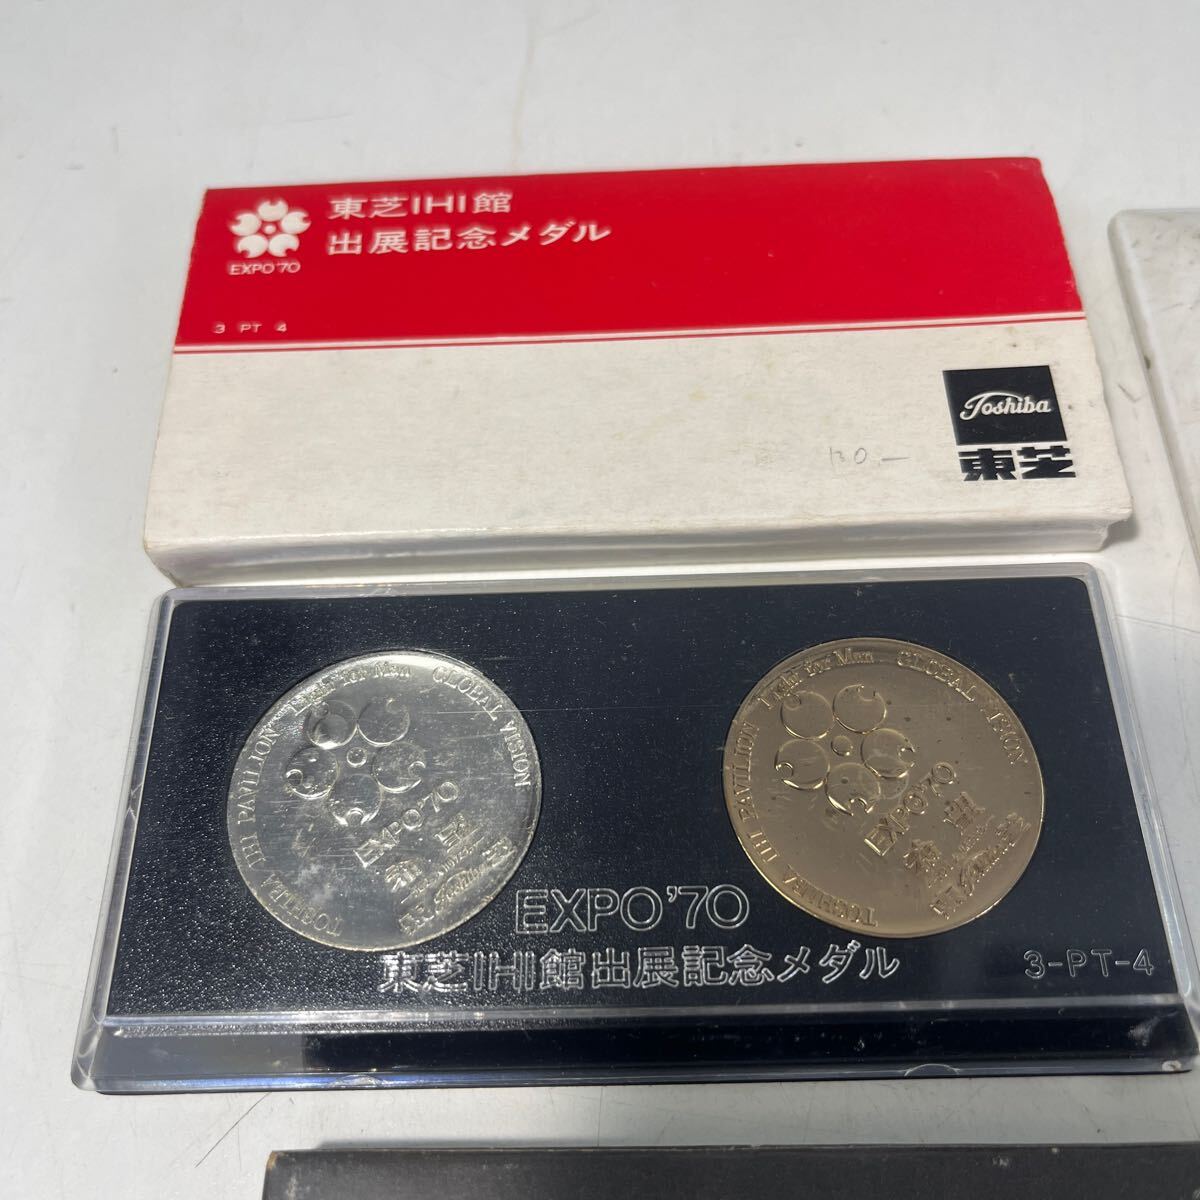 東芝IHI館
出展記念メダル
EXPO'70
3 PT 4
Toshiba
東芝
TOSHIBA IHI PAVILION Light for Man GLOBAL VISION
EXPO'70
TOSHIBA IHI PAVILION Light for Man GLOBAL VISION
EXPO'70
EXPO'70
東芝IHI館出展記念メダル
3-PT-4